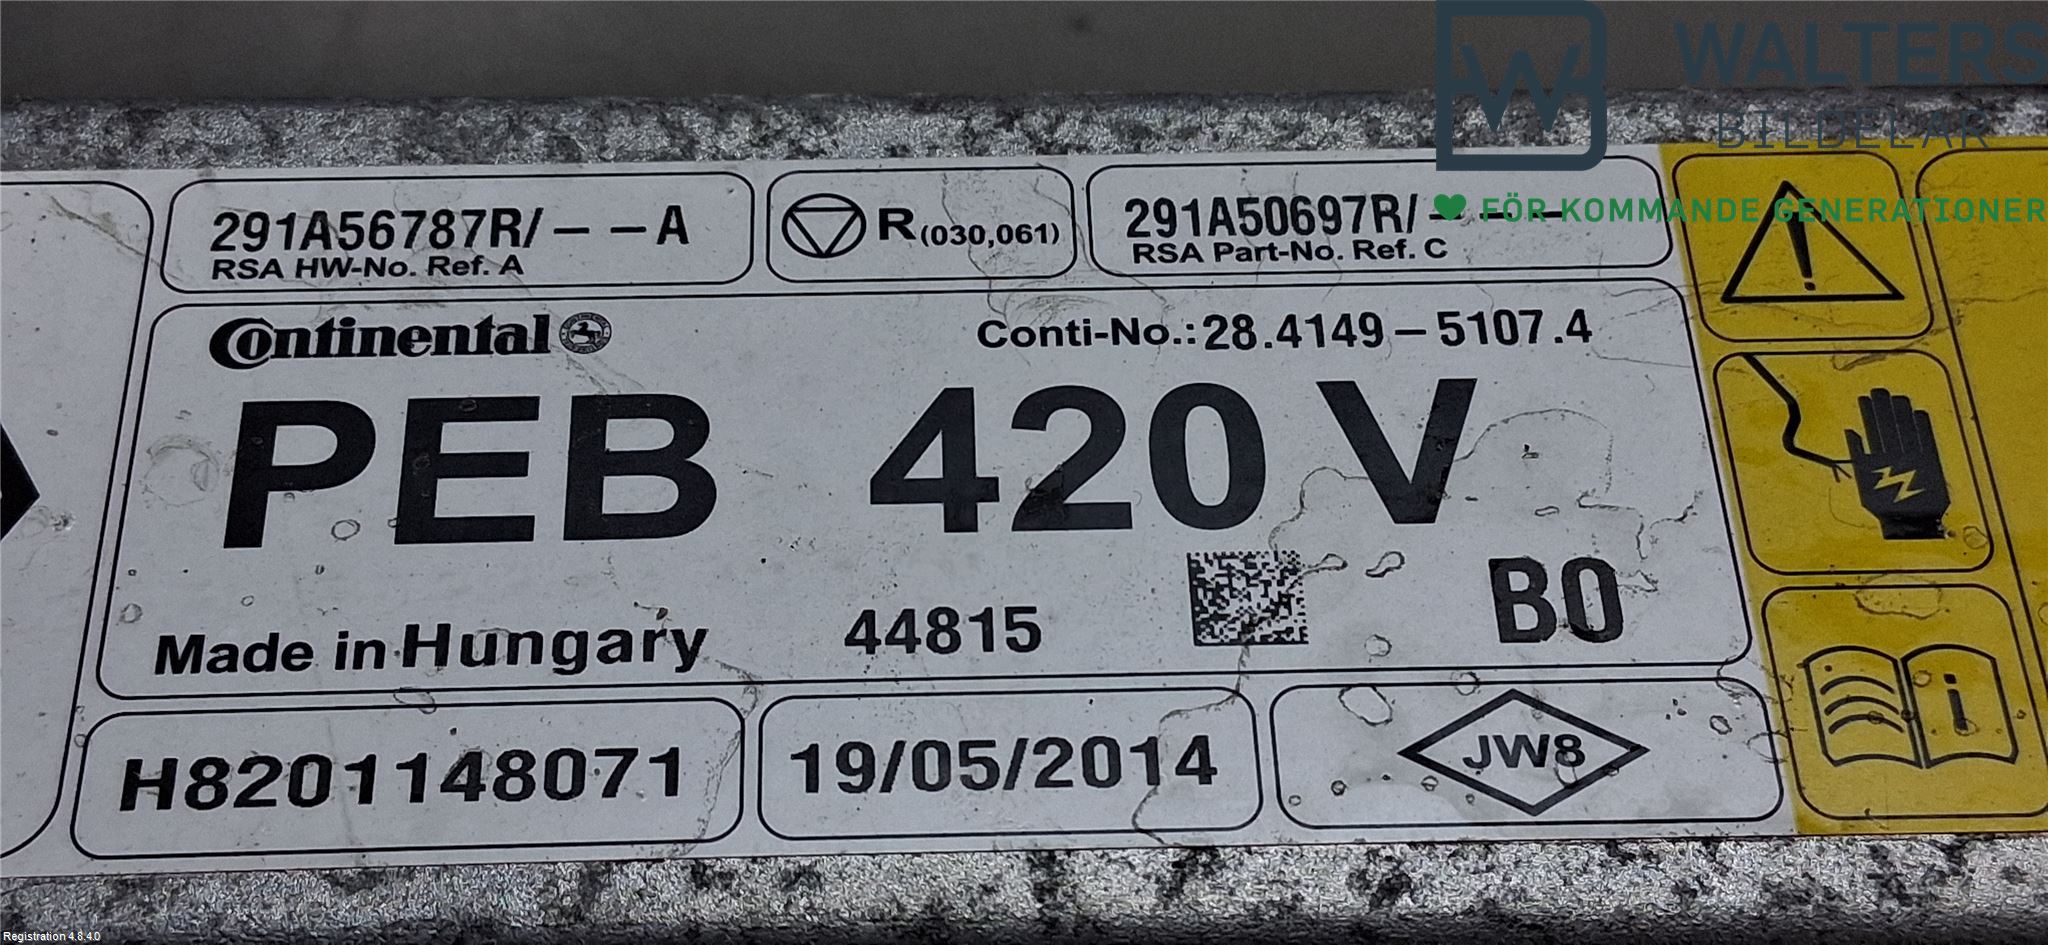 WALTERS
BILDELAR
FÖR KOMMANDE GENERATIONER
291A56787R/– – A
RSA HW-No. Ref. A
R(030,061)
291A50697R/– – –
RSA Part-No. Ref. C
Continental
Conti-No.: 28.4149–5107.4
PEB 420 V
Made in Hungary
44815
B0
H8201148071
19/05/2014
JW8
Registration 4.8.4.0